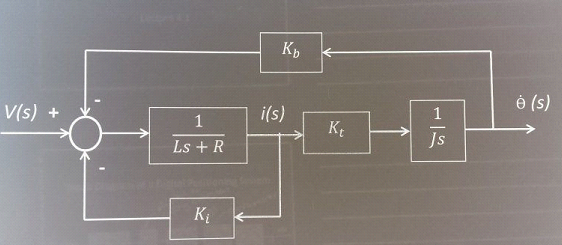 K_b
V(s) + -
1
Ls + R
i(s)
K_t
1
Js
θ̇ (s)
-
K_i